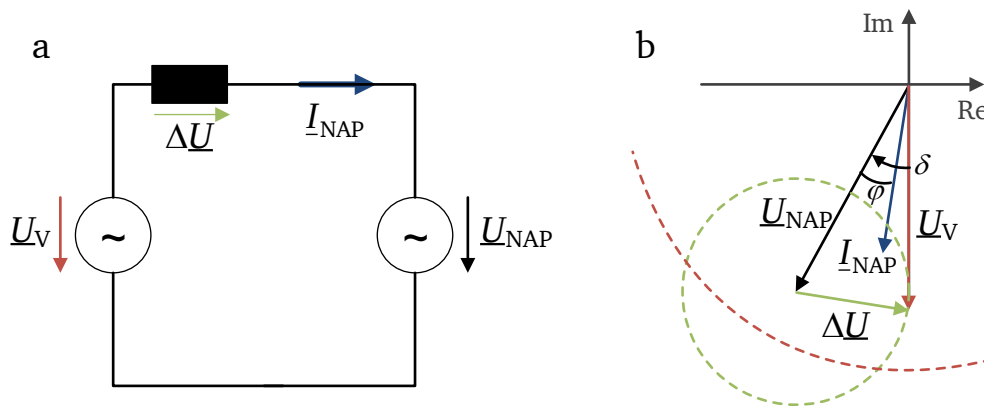 a
ΔU
I_NAP
U_V
~
~
U_NAP
b
Im
Re
δ
φ
U_NAP
I_NAP
U_V
ΔU